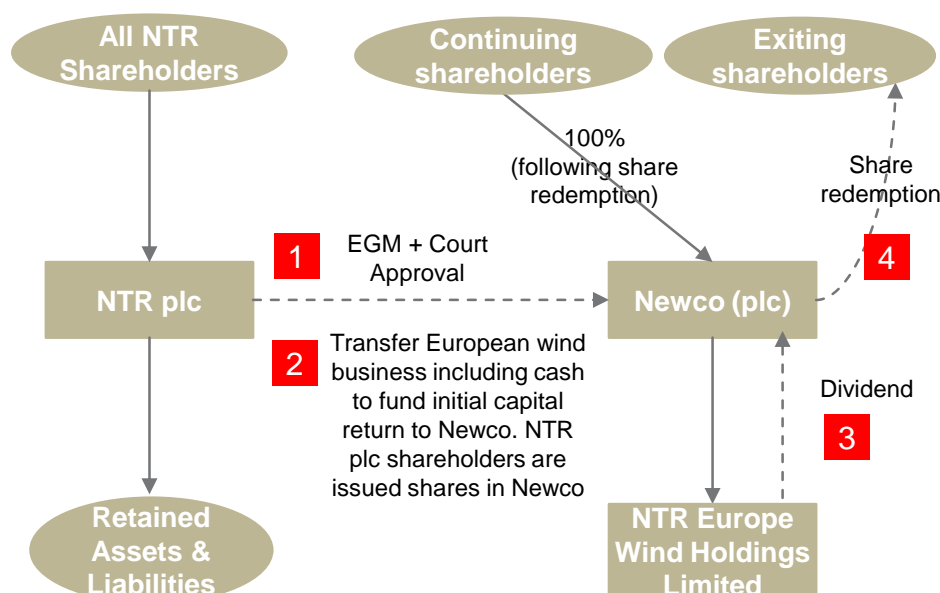 All NTR
Shareholders
Continuing
shareholders
Exiting
shareholders
100%
(following share
redemption)
Share
redemption
1
EGM + Court
Approval
4
NTR plc
Newco (plc)
2
Transfer European wind
business including cash
to fund initial capital
return to Newco. NTR
plc shareholders are
issued shares in Newco
Dividend
3
Retained
Assets &
Liabilities
NTR Europe
Wind Holdings
Limited